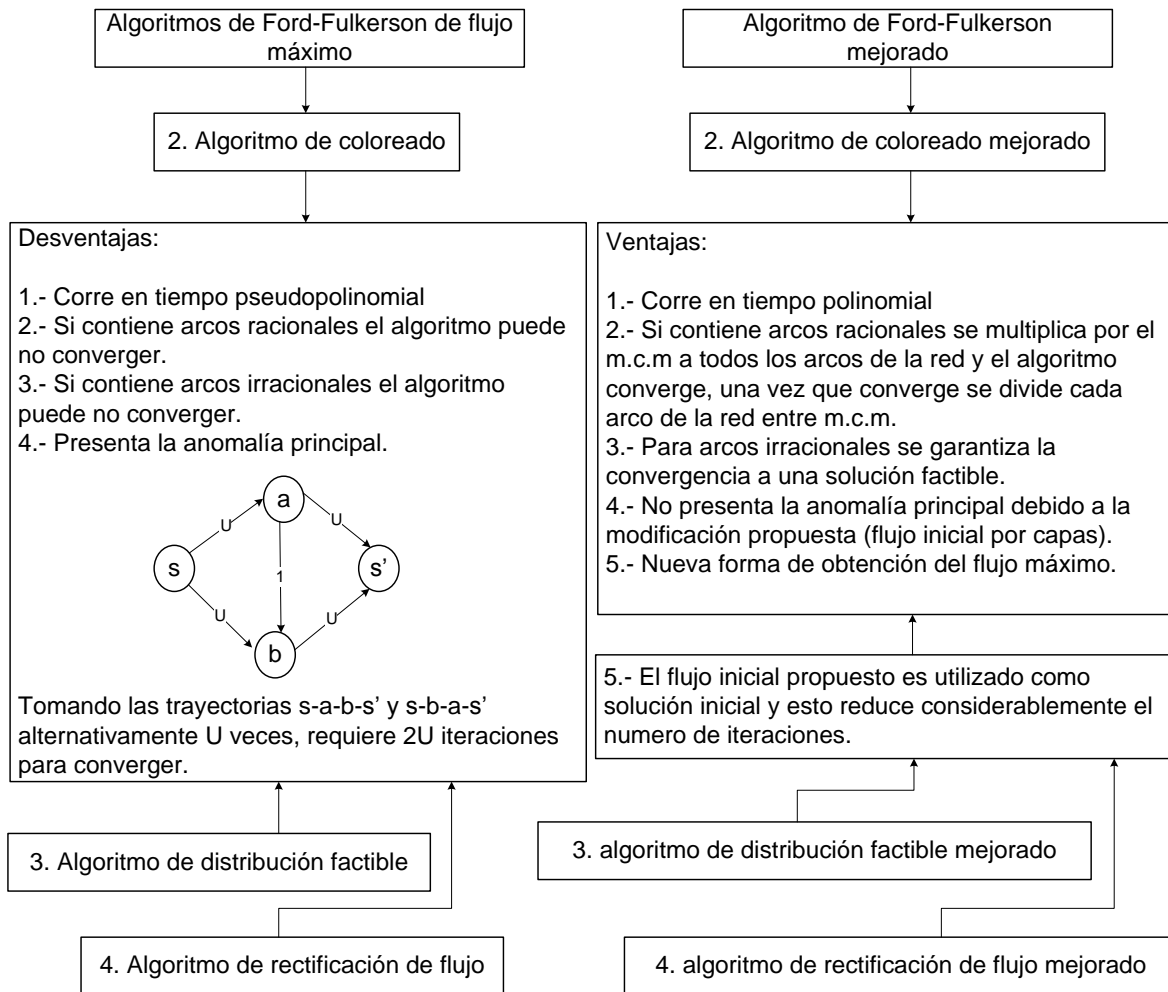 Algoritmos de Ford-Fulkerson de flujo
máximo
2. Algoritmo de coloreado
Desventajas:
1.- Corre en tiempo pseudopolinomial
2.- Si contiene arcos racionales el algoritmo puede
no converger.
3.- Si contiene arcos irracionales el algoritmo
puede no converger.
4.- Presenta la anomalía principal.
a
U
U
s
1
s’
U
U
b
Tomando las trayectorias s-a-b-s’ y s-b-a-s’
alternativamente U veces, requiere 2U iteraciones
para converger.
3. Algoritmo de distribución factible
4. Algoritmo de rectificación de flujo
Algoritmo de Ford-Fulkerson
mejorado
2. Algoritmo de coloreado mejorado
Ventajas:
1.- Corre en tiempo polinomial
2.- Si contiene arcos racionales se multiplica por el
m.c.m a todos los arcos de la red y el algoritmo
converge, una vez que converge se divide cada
arco de la red entre m.c.m.
3.- Para arcos irracionales se garantiza la
convergencia a una solución factible.
4.- No presenta la anomalía principal debido a la
modificación propuesta (flujo inicial por capas).
5.- Nueva forma de obtención del flujo máximo.
5.- El flujo inicial propuesto es utilizado como
solución inicial y esto reduce considerablemente el
numero de iteraciones.
3. algoritmo de distribución factible mejorado
4. algoritmo de rectificación de flujo mejorado